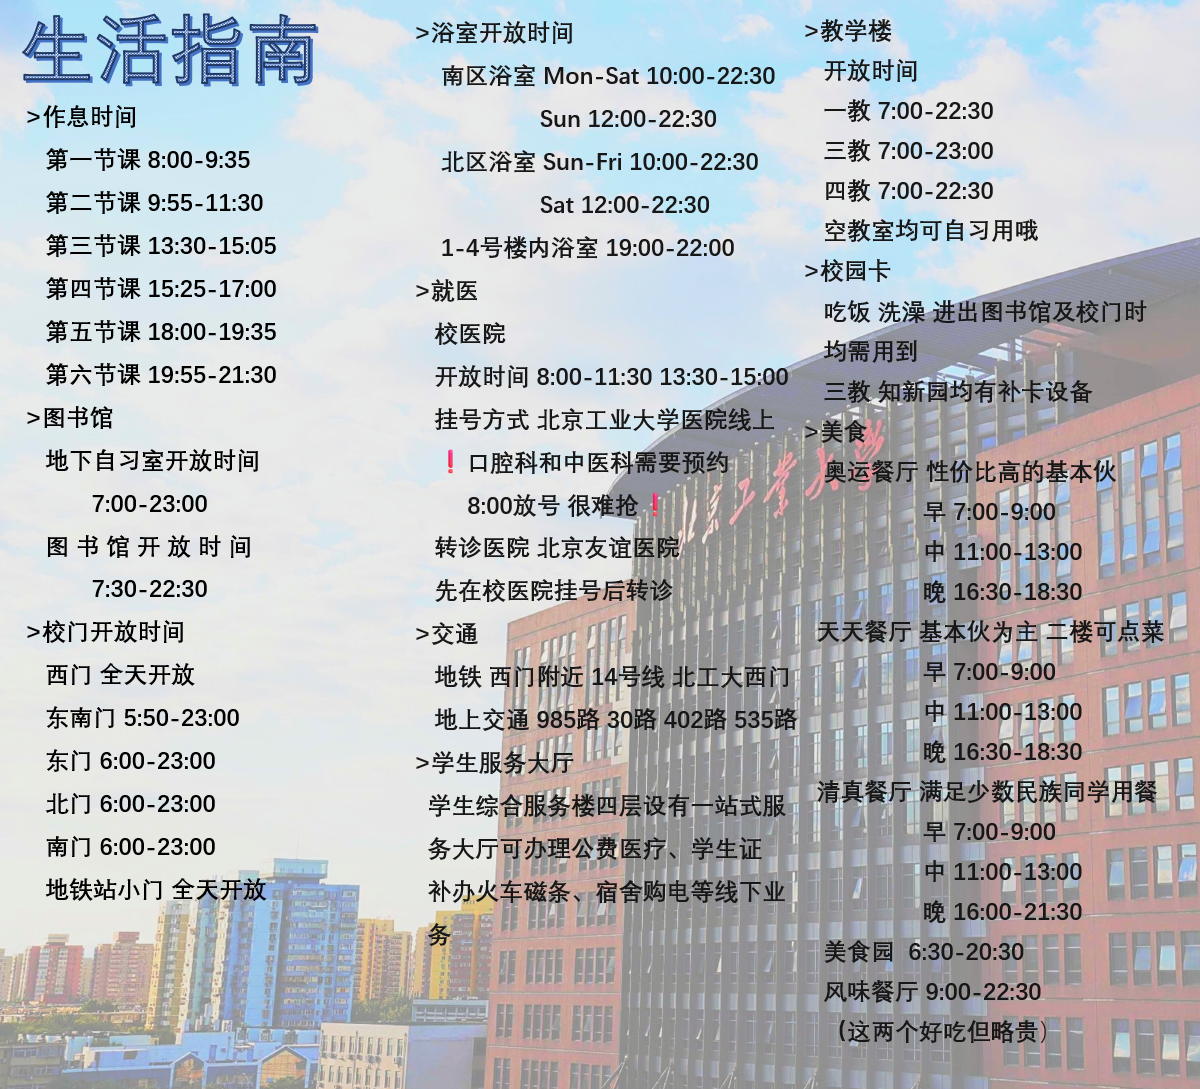 生活指南
>作息时间
第一节课 8:00-9:35
第二节课 9:55-11:30
第三节课 13:30-15:05
第四节课 15:25-17:00
第五节课 18:00-19:35
第六节课 19:55-21:30
>图书馆
地下自习室开放时间
7:00-23:00
图 书 馆 开 放 时 间
7:30-22:30
>校门开放时间
西门 全天开放
东南门 5:50-23:00
东门 6:00-23:00
北门 6:00-23:00
南门 6:00-23:00
地铁站小门 全天开放
>浴室开放时间
南区浴室 Mon-Sat 10:00-22:30
Sun 12:00-22:30
北区浴室 Sun-Fri 10:00-22:30
Sat 12:00-22:30
1-4号楼内浴室 19:00-22:00
>就医
校医院
开放时间 8:00-11:30 13:30-15:00
挂号方式 北京工业大学医院线上
❗口腔科和中医科需要预约
8:00放号 很难抢❗
转诊医院 北京友谊医院
先在校医院挂号后转诊
>交通
地铁 西门附近 14号线 北工大西门
地上交通 985路 30路 402路 535路
>学生服务大厅
学生综合服务楼四层设有一站式服
务大厅可办理公费医疗、学生证
补办火车磁条、宿舍购电等线下业
务
>教学楼
开放时间
一教 7:00-22:30
三教 7:00-23:00
四教 7:00-22:30
空教室均可自习用哦
>校园卡
吃饭 洗澡 进出图书馆及校门时
均需用到
三教 知新园均有补卡设备
>美食
奥运餐厅 性价比高的基本伙
早 7:00-9:00
中 11:00-13:00
晚 16:30-18:30
天天餐厅 基本伙为主 二楼可点菜
早 7:00-9:00
中 11:00-13:00
晚 16:30-18:30
清真餐厅 满足少数民族同学用餐
早 7:00-9:00
中 11:00-13:00
晚 16:00-21:30
美食园 6:30-20:30
风味餐厅 9:00-22:30
（这两个好吃但略贵）
北京工业大学